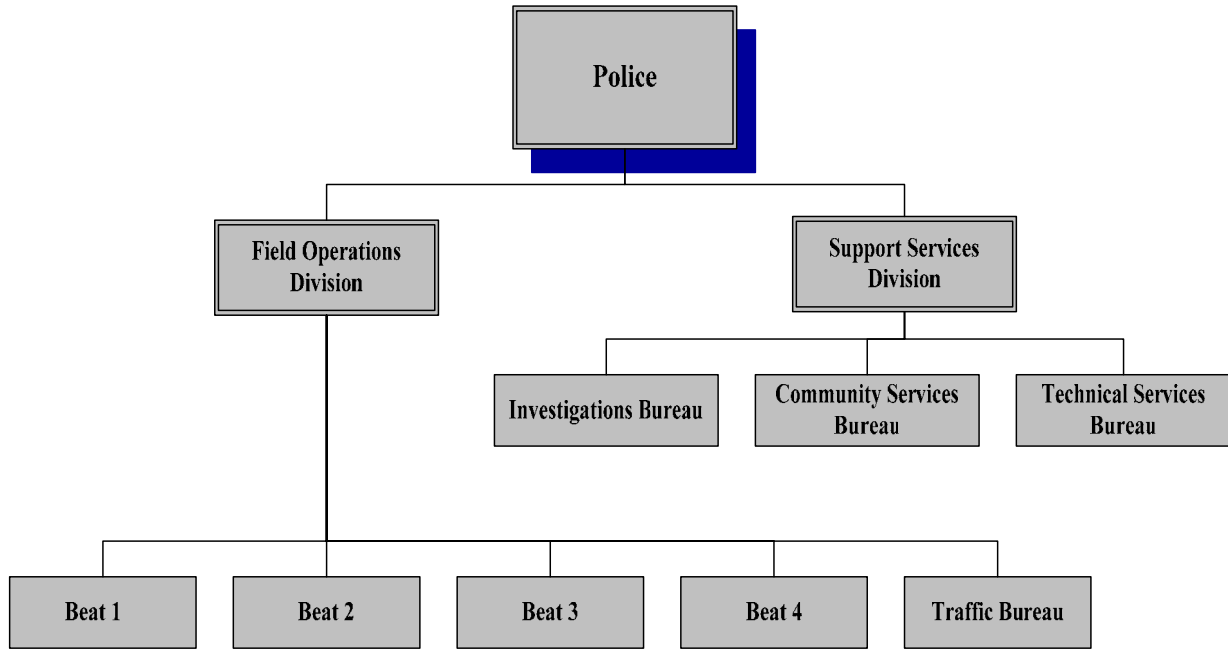 Police
Field Operations
Division
Support Services
Division
Investigations Bureau
Community Services
Bureau
Technical Services
Bureau
Beat 1
Beat 2
Beat 3
Beat 4
Traffic Bureau